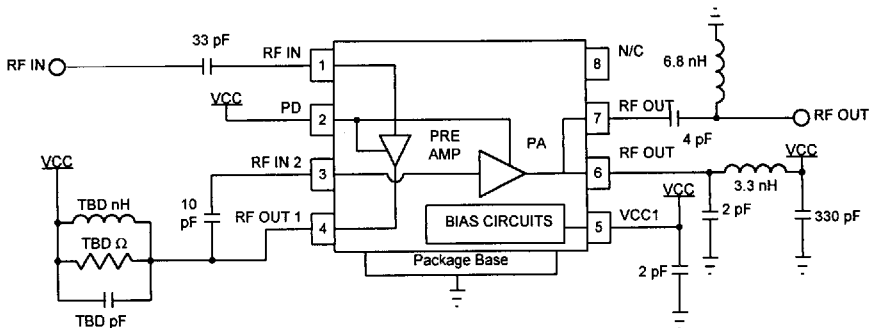 33 pF
RF IN
RF IN
1
8
N/C
6.8 nH
VCC
PD
2
PRE
AMP
PA
7
RF OUT
4 pF
RF OUT
VCC
TBD nH
10
pF
RF IN 2
3
6
RF OUT
3.3 nH
VCC
TBD Ω
RF OUT 1
4
BIAS CIRCUITS
5
VCC1
VCC
2 pF
330 pF
TBD pF
Package Base
2 pF